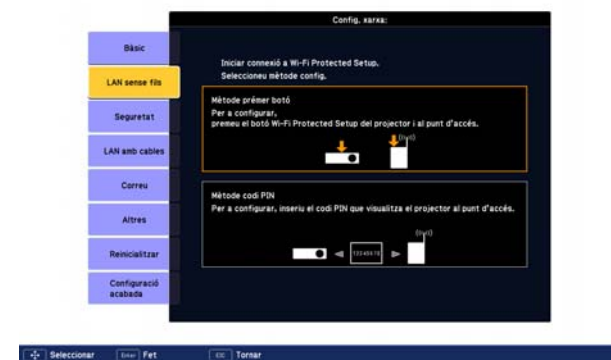 Config. xarxa:
Bàsic
LAN sense fils
Seguretat
LAN amb cables
Correu
Altres
Reinicialitzar
Configuració
acabada
Iniciar connexió a Wi-Fi Protected Setup.
Seleccioneu mètode config.
Mètode prémer botó
Per a configurar,
premeu el botó Wi-Fi Protected Setup del projector i al punt d'accés.
Mètode codi PIN
Per a configurar, inseriu el codi PIN que visualitza el projector al punt d'accés.
12345678
Seleccionar Enter Fet ESC Tornar